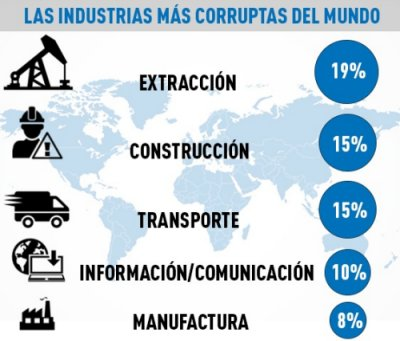 LAS INDUSTRIAS MÁS CORRUPTAS DEL MUNDO
EXTRACCIÓN 19%
CONSTRUCCIÓN 15%
TRANSPORTE 15%
INFORMACIÓN/COMUNICACIÓN 10%
MANUFACTURA 8%